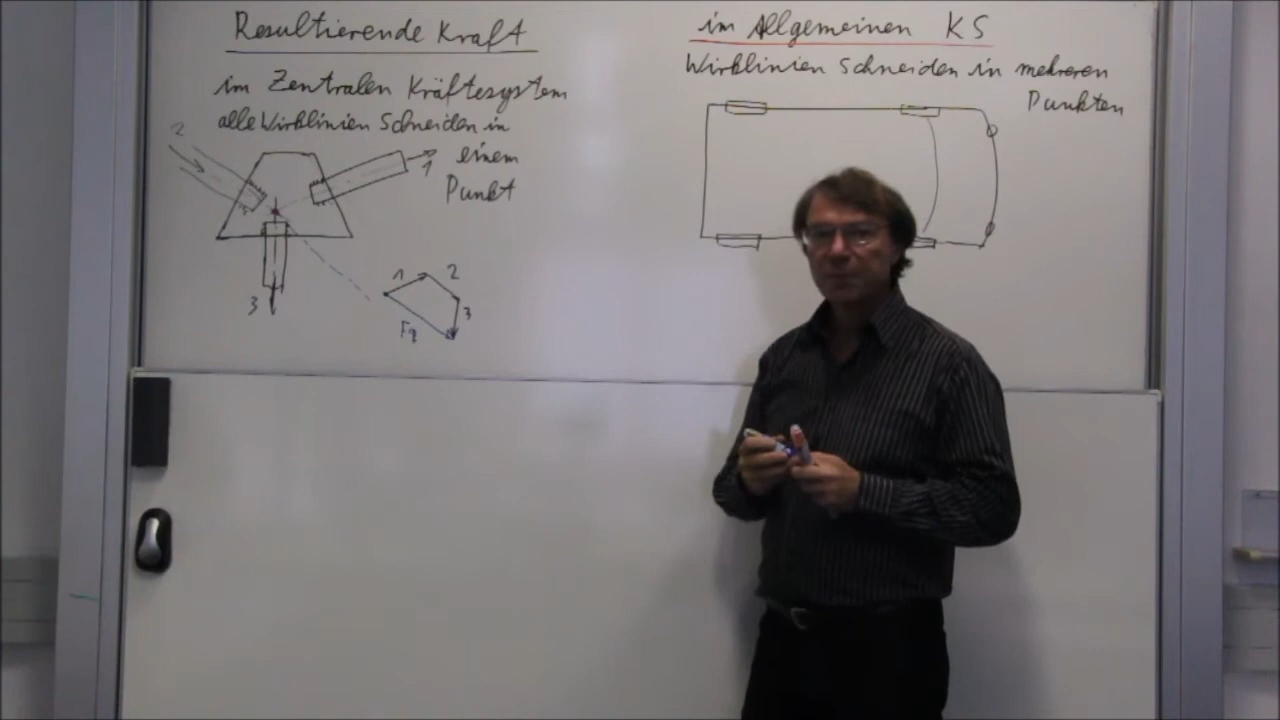 Resultierende Kraft
im Zentralen Kräftesystem
alle Wirklinien Schneiden in
einem
Punkt
2
1
3
1
2
3
im Allgemeinen KS
Wirklinien Schneiden in mehreren
Punkten